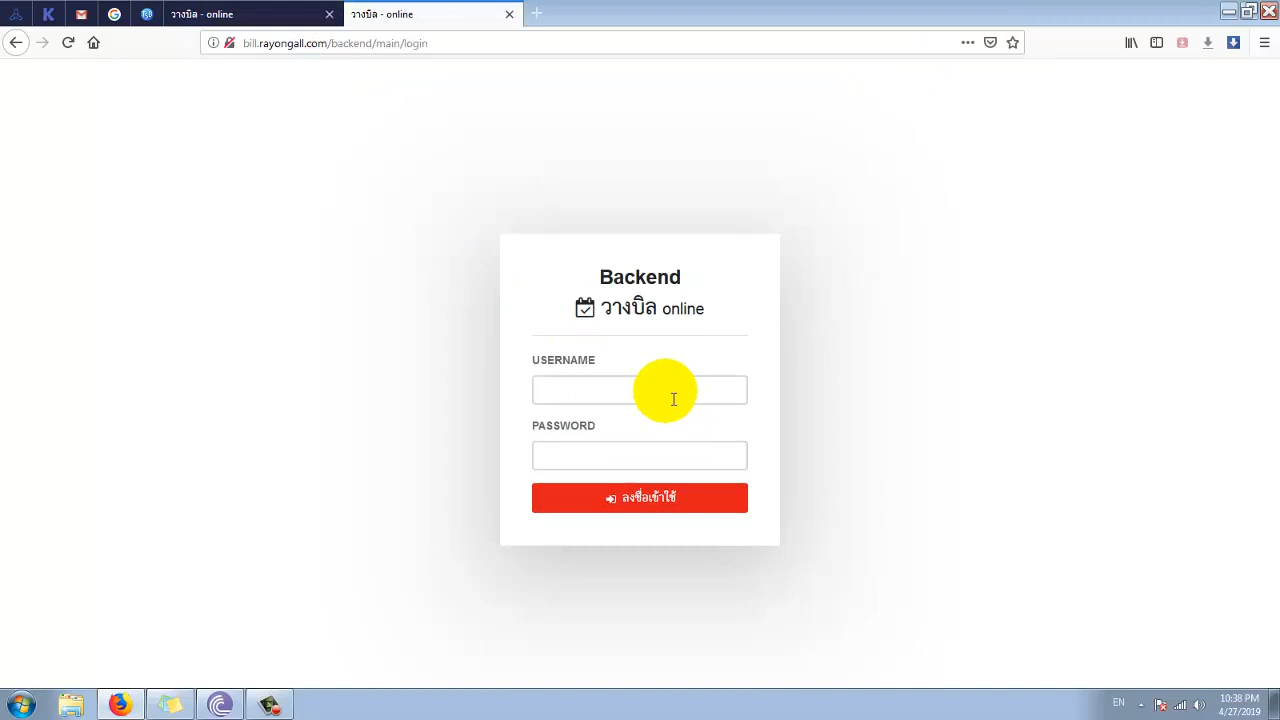 วางบิล - online
วางบิล - online
bill.rayongall.com/backend/main/login
Backend
วางบิล online
USERNAME
PASSWORD
ลงชื่อเข้าใช้
EN
10:38 PM
4/27/2019